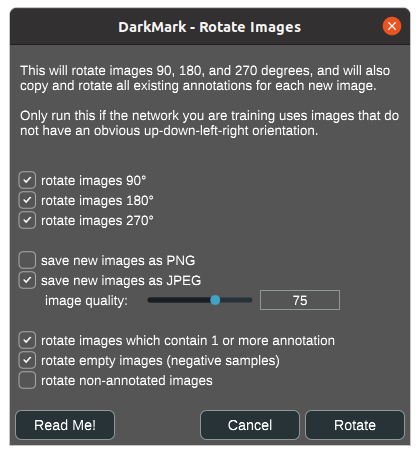 DarkMark - Rotate Images
This will rotate images 90, 180, and 270 degrees, and will also
copy and rotate all existing annotations for each new image.
Only run this if the network you are training uses images that do
not have an obvious up-down-left-right orientation.
rotate images 90°
rotate images 180°
rotate images 270°
save new images as PNG
save new images as JPEG
image quality: 75
rotate images which contain 1 or more annotation
rotate empty images (negative samples)
rotate non-annotated images
Read Me! Cancel Rotate